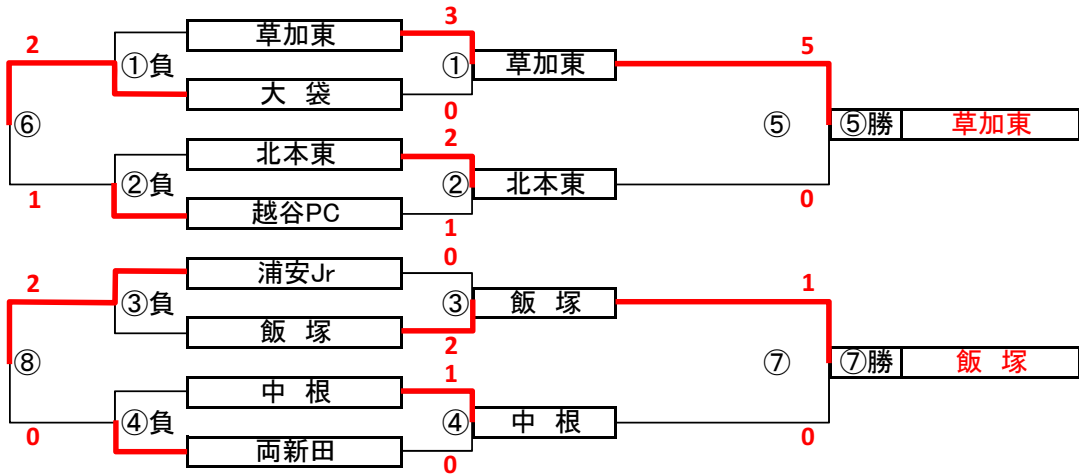 3
2 草加東 5
①負 ① 草加東
大 袋
0
⑥ ⑤ ⑤勝 草加東
2
北本東
②負 ② 北本東
1 0
越谷PC
1
0
2 浦安Jr 1
③負 ③ 飯 塚
飯 塚
2
⑧ ⑦ ⑦勝 飯 塚
1
中 根
④負 ④ 中 根
0 0
両新田
0